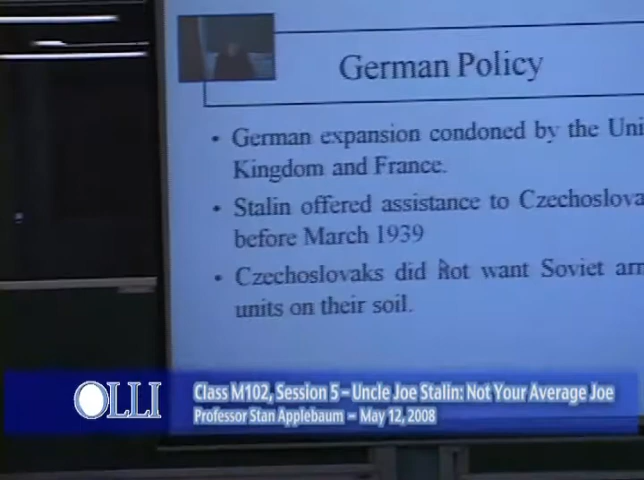 German Policy
• German expansion condoned by the Uni
Kingdom and France.
• Stalin offered assistance to Czechoslova
before March 1939
• Czechoslovaks did not want Soviet arm
units on their soil.
OLLI
Class M102, Session 5 – Uncle Joe Stalin: Not Your Average Joe
Professor Stan Applebaum – May 12, 2008